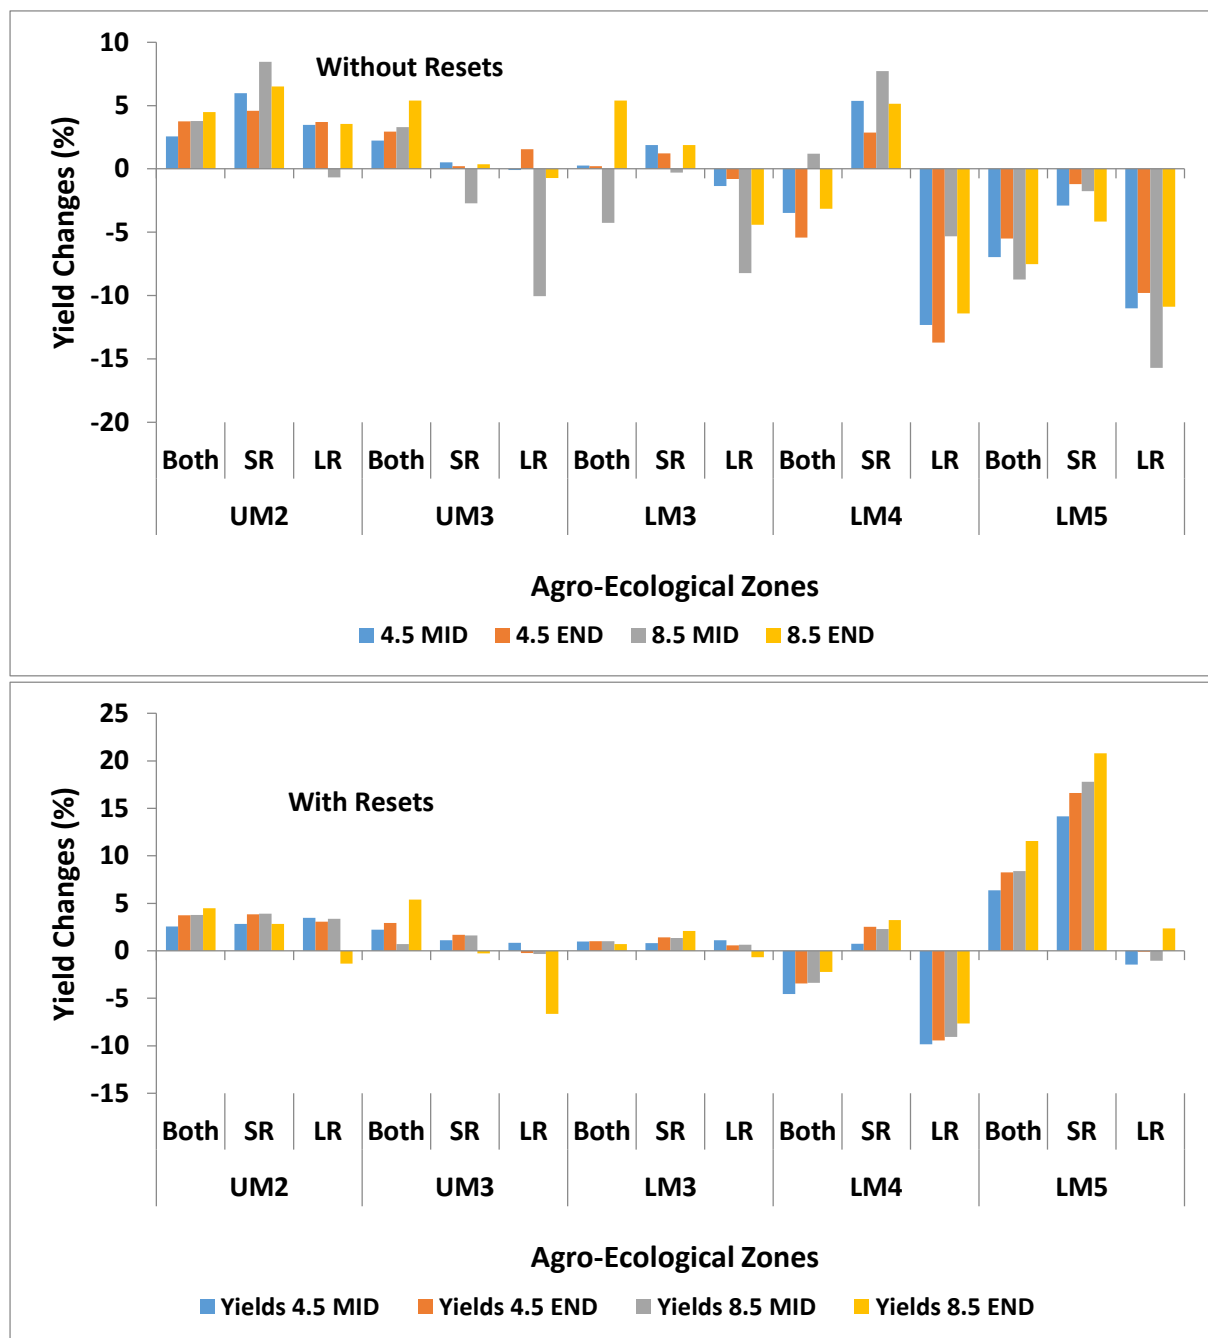 Without Resets
Yield Changes (%)
10
5
0
-5
-10
-15
-20
Both SR LR Both SR LR Both SR LR Both SR LR Both SR LR
UM2 UM3 LM3 LM4 LM5
Agro-Ecological Zones
4.5 MID 4.5 END 8.5 MID 8.5 END
With Resets
Yield Changes (%)
25
20
15
10
5
0
-5
-10
-15
Both SR LR Both SR LR Both SR LR Both SR LR Both SR LR
UM2 UM3 LM3 LM4 LM5
Agro-Ecological Zones
Yields 4.5 MID Yields 4.5 END Yields 8.5 MID Yields 8.5 END